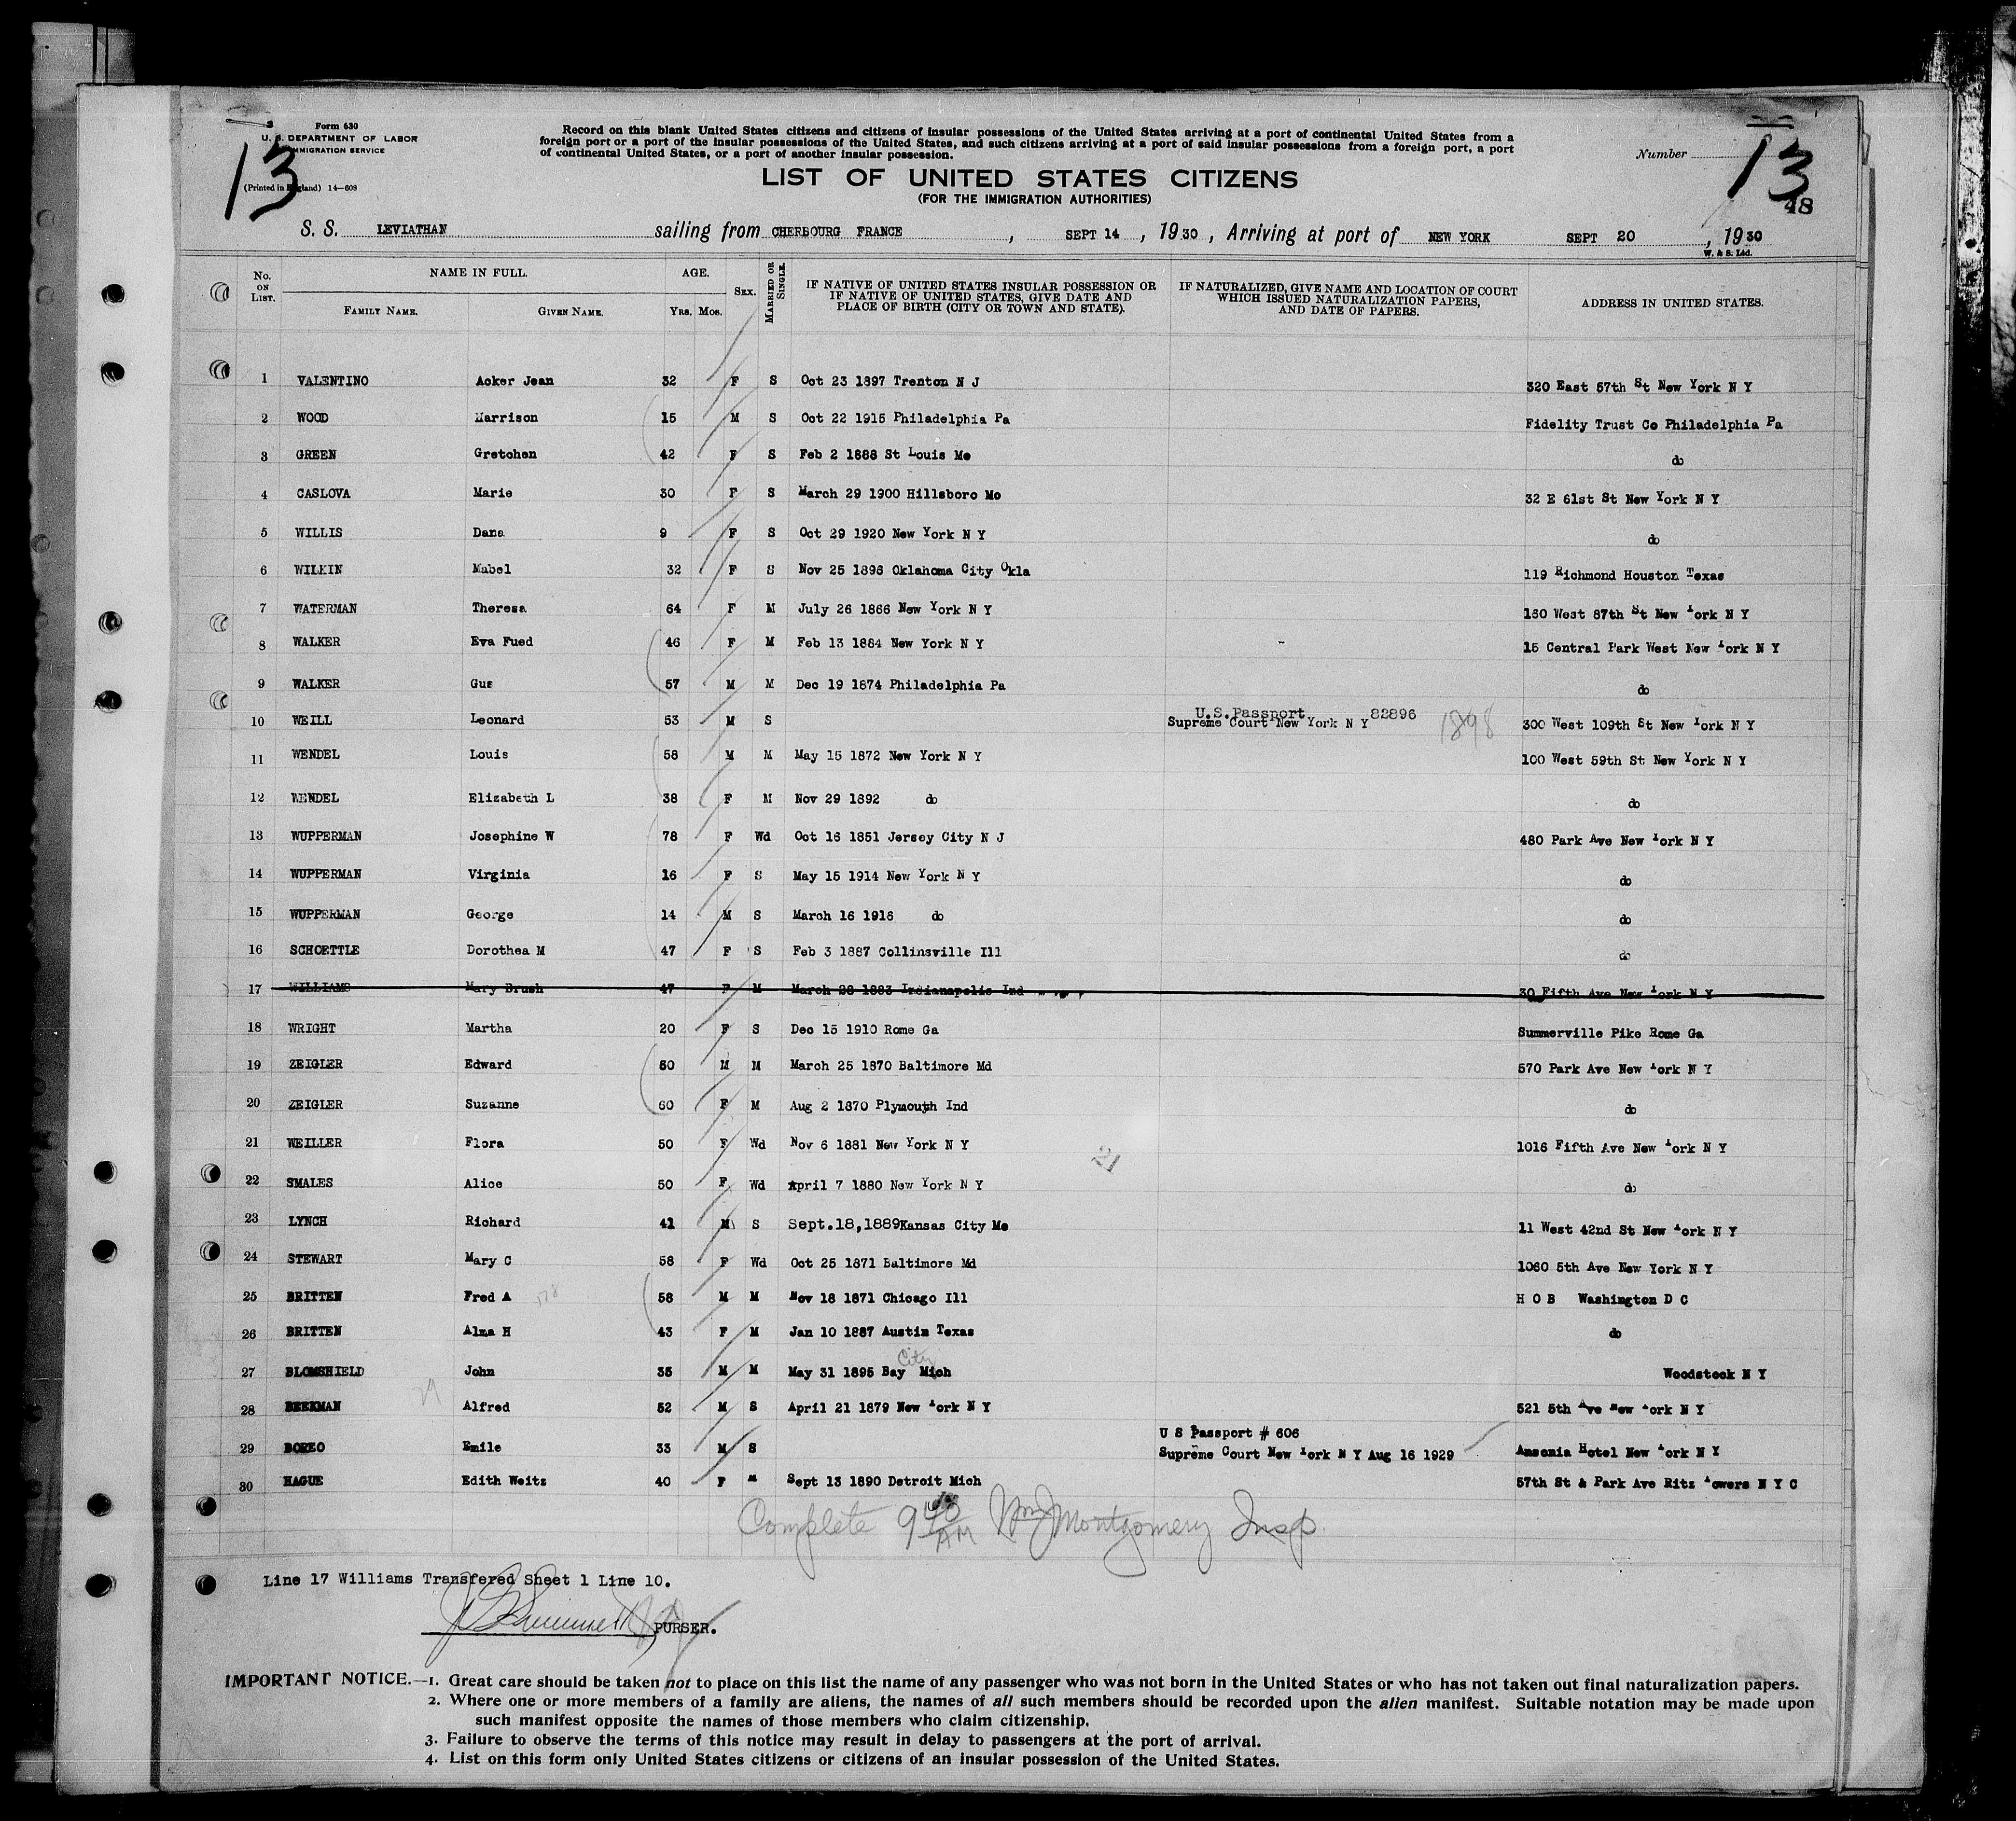 Form 630
U. S. DEPARTMENT OF LABOR
IMMIGRATION SERVICE
(Printed in England) 14—608
13
Record on this blank United States citizens and citizens of insular possessions of the United States arriving at a port of continental United States from a
foreign port or a port of the insular possessions of the United States, and such citizens arriving at a port of said insular possessions from a foreign port, a port
of continental United States, or a port of another insular possession.
Number 13
48
LIST OF UNITED STATES CITIZENS
(FOR THE IMMIGRATION AUTHORITIES)
S. S. LEVIATHAN sailing from CHERBOURG FRANCE, SEPT 14, 1930, Arriving at port of NEW YORK SEPT 20, 1930
W. & S. Ltd.
No. ON LIST. NAME IN FULL. FAMILY NAME. GIVEN NAME. AGE. YRS. MOS. SEX. MARRIED OR SINGLE. IF NATIVE OF UNITED STATES INSULAR POSSESSION OR IF NATIVE OF UNITED STATES, GIVE DATE AND PLACE OF BIRTH (CITY OR TOWN AND STATE). IF NATURALIZED, GIVE NAME AND LOCATION OF COURT WHICH ISSUED NATURALIZATION PAPERS, AND DATE OF PAPERS. ADDRESS IN UNITED STATES.
1 VALENTINO Acker Jean 32 F S Oct 23 1897 Trenton N J 320 East 57th St New York N Y
2 WOOD Harrison 15 M S Oct 22 1915 Philadelphia Pa Fidelity Trust Co Philadelphia Pa
3 GREEN Gretchen 42 F S Feb 2 1888 St Louis Mo do
4 CASLOVA Marie 30 F S March 29 1900 Hillsboro Mo 32 E 61st St New York N Y
5 WILLIS Dana 9 F S Oct 29 1920 New York N Y do
6 WILKIN Mabel 32 F S Nov 25 1898 Oklahoma City Okla 119 Richmond Houston Texas
7 WATERMAN Theresa 64 F M July 26 1866 New York N Y 150 West 87th St New York N Y
8 WALKER Eva Fued 46 F M Feb 13 1884 New York N Y 15 Central Park West New York N Y
9 WALKER Gus 57 M M Dec 19 1874 Philadelphia Pa do
U.S.Passport 82896
10 WEILL Leonard 53 M S Supreme Court New York N Y 1898 300 West 109th St New York N Y
11 WENDEL Louis 58 M M May 15 1872 New York N Y 100 West 59th St New York N Y
12 WENDEL Elizabeth L 38 F M Nov 29 1892 do do
13 WUPPERMAN Josephine W 78 F Wd Oct 16 1851 Jersey City N J 480 Park Ave New York N Y
14 WUPPERMAN Virginia 16 F S May 15 1914 New York N Y do
15 WUPPERMAN George 14 M S March 16 1916 do do
16 SCHOETTLE Dorothea M 47 F S Feb 3 1887 Collinsville Ill do
17 WILLIAMS Mary Brush 47 F M March 28 1883 Indianapolis Ind 30 Fifth Ave New York N Y
18 WRIGHT Martha 20 F S Dec 15 1910 Rome Ga Summerville Pike Rome Ga
19 ZEIGLER Edward 60 M M March 25 1870 Baltimore Md 570 Park Ave New York N Y
20 ZEIGLER Suzanne 60 F M Aug 2 1870 Plymouth Ind do
21 WEILLER Flora 50 F Wd Nov 6 1881 New York N Y 1016 Fifth Ave New York N Y
21
22 SMALES Alice 50 F Wd April 7 1880 New York N Y do
23 LYNCH Richard 41 M S Sept.18,1889Kansas City Mo 11 West 42nd St New York N Y
24 STEWART Mary C 58 F Wd Oct 25 1871 Baltimore Md 1060 5th Ave New York N Y
25 BRITTEN Fred A 58 M M Nov 18 1871 Chicago Ill H O B Washington D C
26 BRITTEN Alma H 43 F M Jan 10 1887 Austin Texas do
27 BLOMSHIELD John 35 M M May 31 1895 Bay City Mich Woodstock N Y
28 BEEKMAN Alfred 52 M S April 21 1879 New York N Y 521 5th Ave New York N Y
U S Passport # 606
29 BOREO Emile 33 M S Supreme Court New York N Y Aug 16 1929 Ansonia Hotel New York N Y
30 HAGUE Edith Weitz 40 F M Sept 13 1890 Detroit Mich 57th St & Park Ave Ritz Towers N Y C
Complete 9 AM Wm J Montgomery Insp.
Line 17 Williams Transfered Sheet 1 Line 10.
PURSER.
IMPORTANT NOTICE.—1. Great care should be taken not to place on this list the name of any passenger who was not born in the United States or who has not taken out final naturalization papers.
2. Where one or more members of a family are aliens, the names of all such members should be recorded upon the alien manifest. Suitable notation may be made upon
such manifest opposite the names of those members who claim citizenship.
3. Failure to observe the terms of this notice may result in delay to passengers at the port of arrival.
4. List on this form only United States citizens or citizens of an insular possession of the United States.